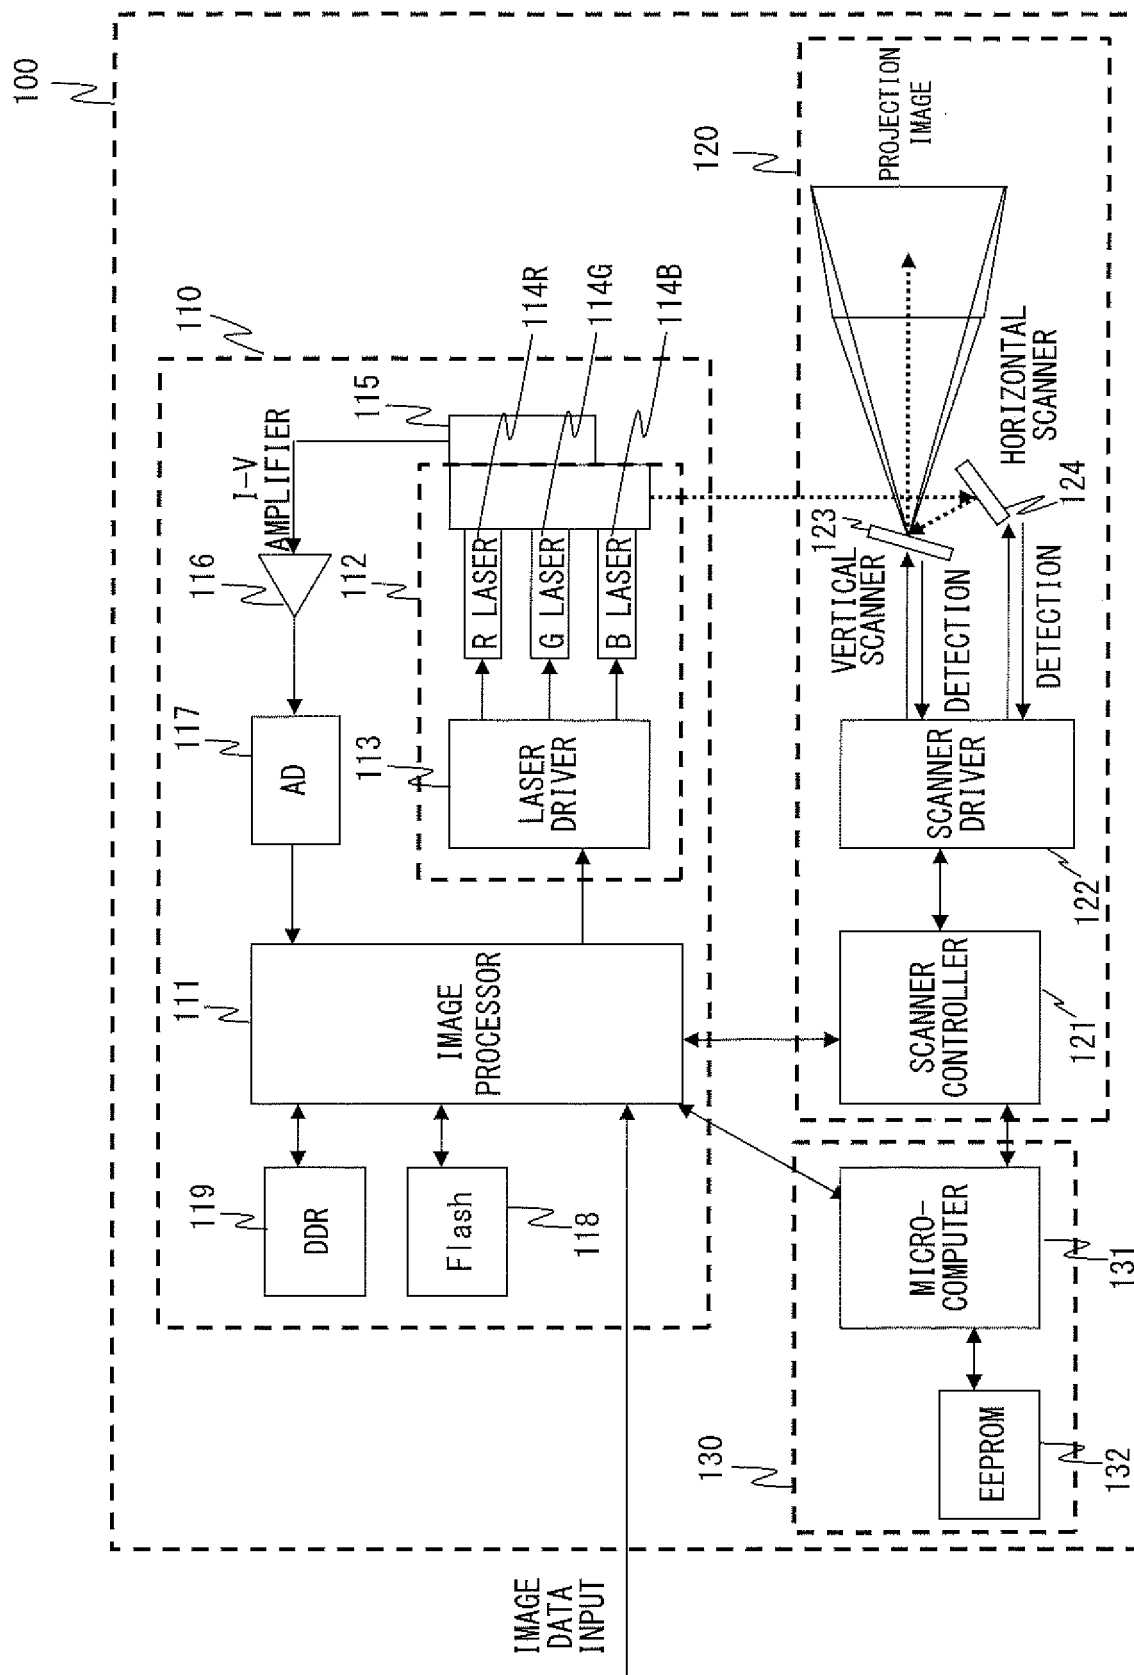 100
110
115
I-V
AMPLIFIER
116
117
AD
111
IMAGE
PROCESSOR
119
DDR
Flash
118
112
113
LASER
DRIVER
R LASER
G LASER
B LASER
114R
114G
114B
IMAGE
DATA
INPUT
120
PROJECTION
IMAGE
HORIZONTAL
SCANNER
124
123
VERTICAL
SCANNER
DETECTION
DETECTION
SCANNER
DRIVER
122
SCANNER
CONTROLLER
121
130
MICRO-
COMPUTER
131
EEPROM
132